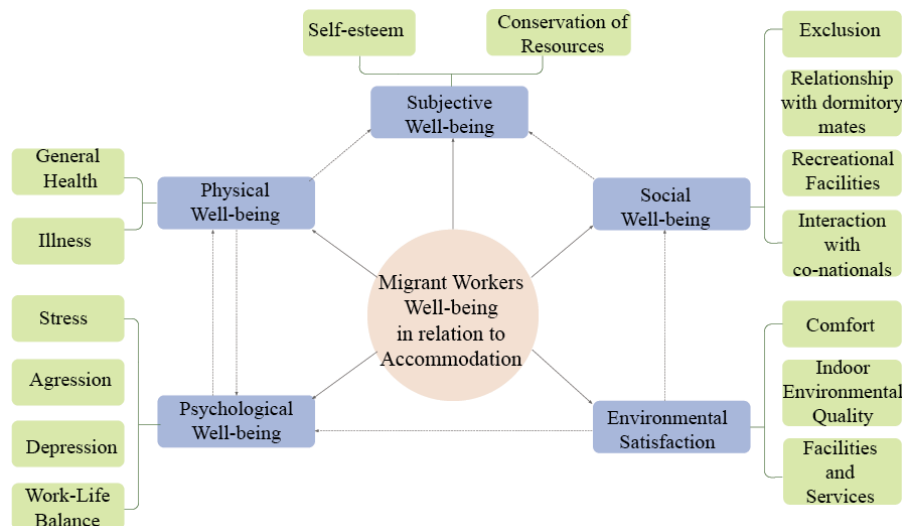 Self-esteem
Conservation of
Resources
Exclusion
Subjective
Well-being
Relationship
with dormitory
mates
General
Health
Physical
Well-being
Social
Well-being
Recreational
Facilities
Illness
Interaction
with
co-nationals
Migrant Workers
Well-being
in relation to
Accommodation
Stress
Comfort
Agression
Indoor
Environmental
Quality
Psychological
Well-being
Environmental
Satisfaction
Depression
Facilities
and
Services
Work-Life
Balance